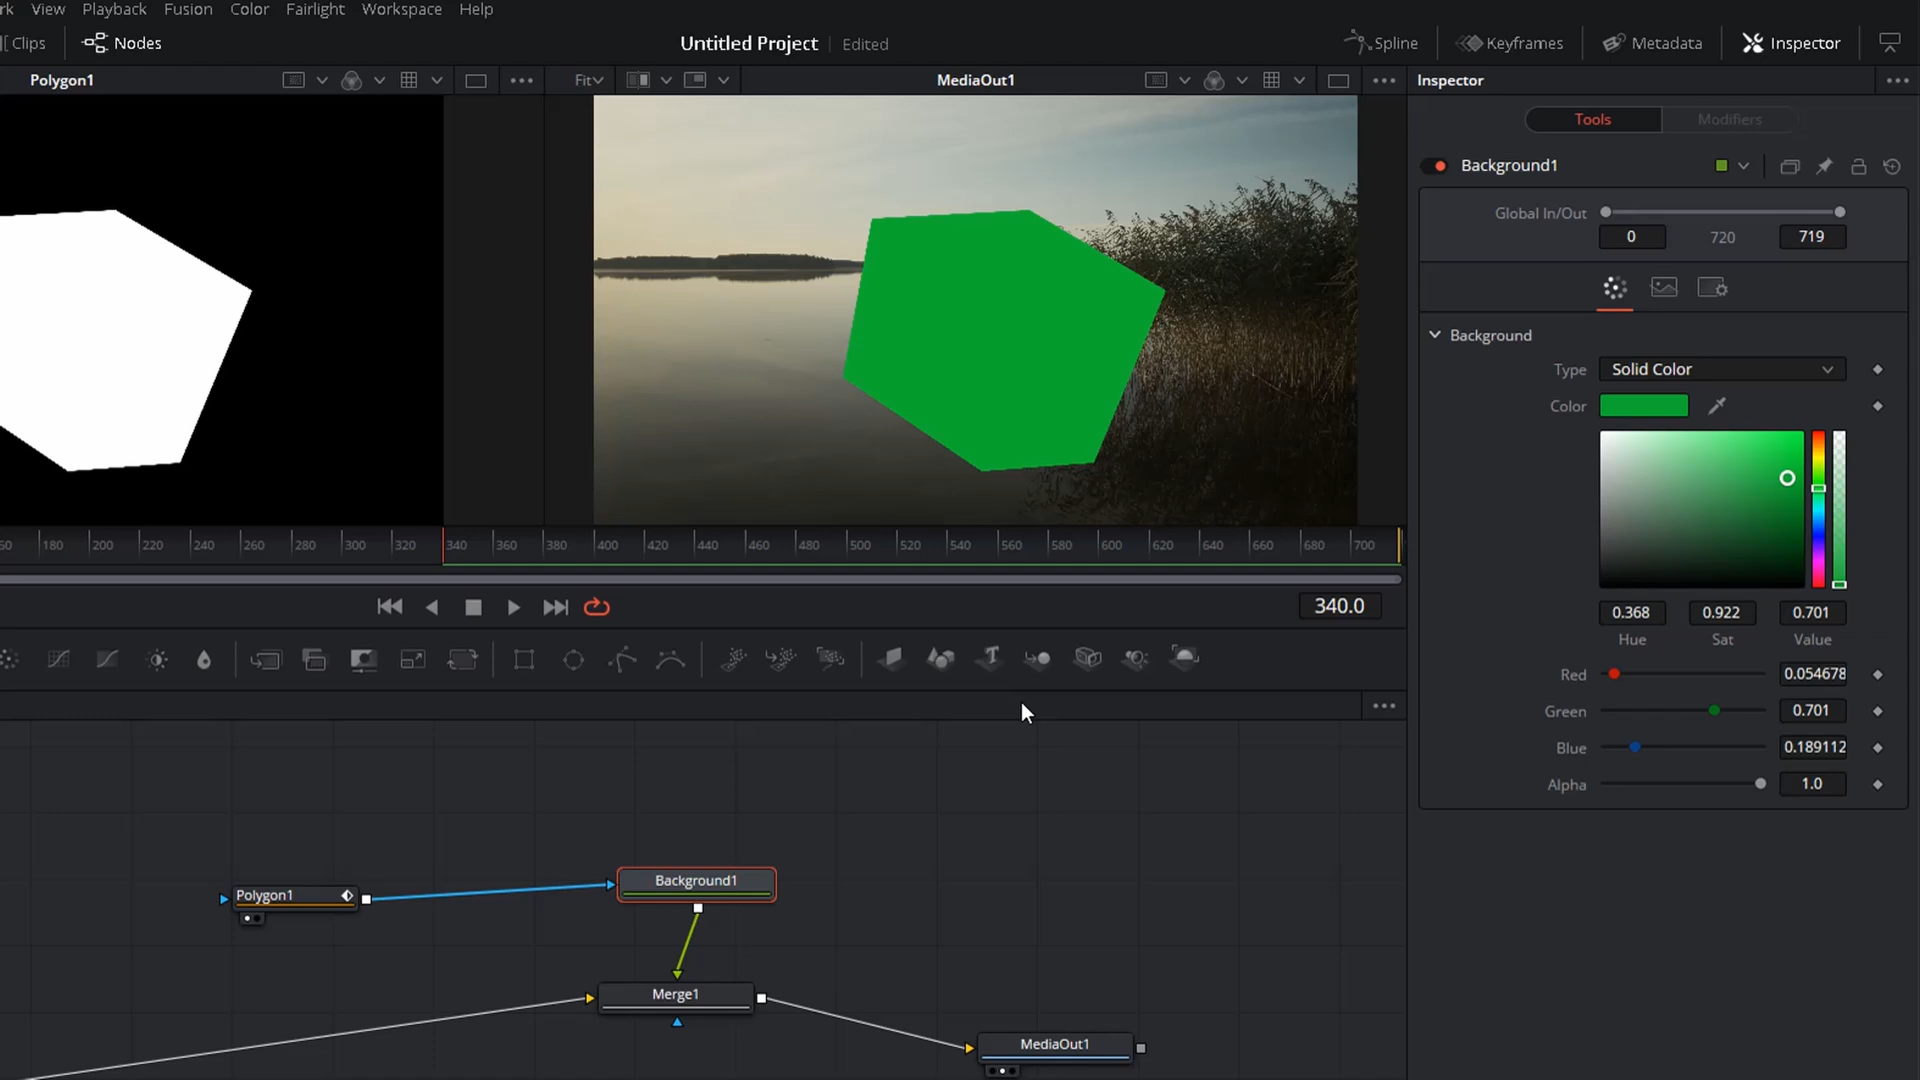 rk View Playback Fusion Color Fairlight Workspace Help
Clips Nodes Untitled Project Edited Spline Keyframes Metadata Inspector
Polygon1 Fit MediaOut1 Inspector
Tools Modifiers
Background1
Global In/Out
0 720 719
Background
Type Solid Color
Color
60 180 200 220 240 260 280 300 320 340 360 380 400 420 440 460 480 500 520 540 560 580 600 620 640 660 680 700
340.0
0.368 0.922 0.701
Hue Sat Value
Red 0.054678
Green 0.701
Blue 0.189112
Alpha 1.0
T
Polygon1
Background1
Merge1
MediaOut1